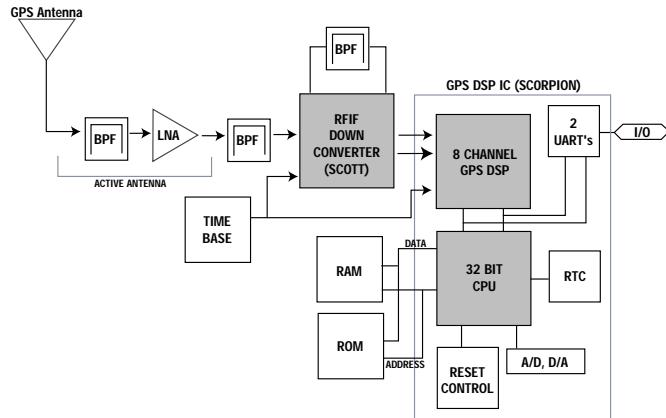 GPS Antenna
BPF
GPS DSP IC (SCORPION)
BPF
LNA
BPF
RFIF
DOWN
CONVERTER
(SCOTT)
8 CHANNEL
GPS DSP
2
UART's
I/O
ACTIVE ANTENNA
TIME
BASE
DATA
RAM
32 BIT
CPU
RTC
ROM
ADDRESS
RESET
CONTROL
A/D, D/A